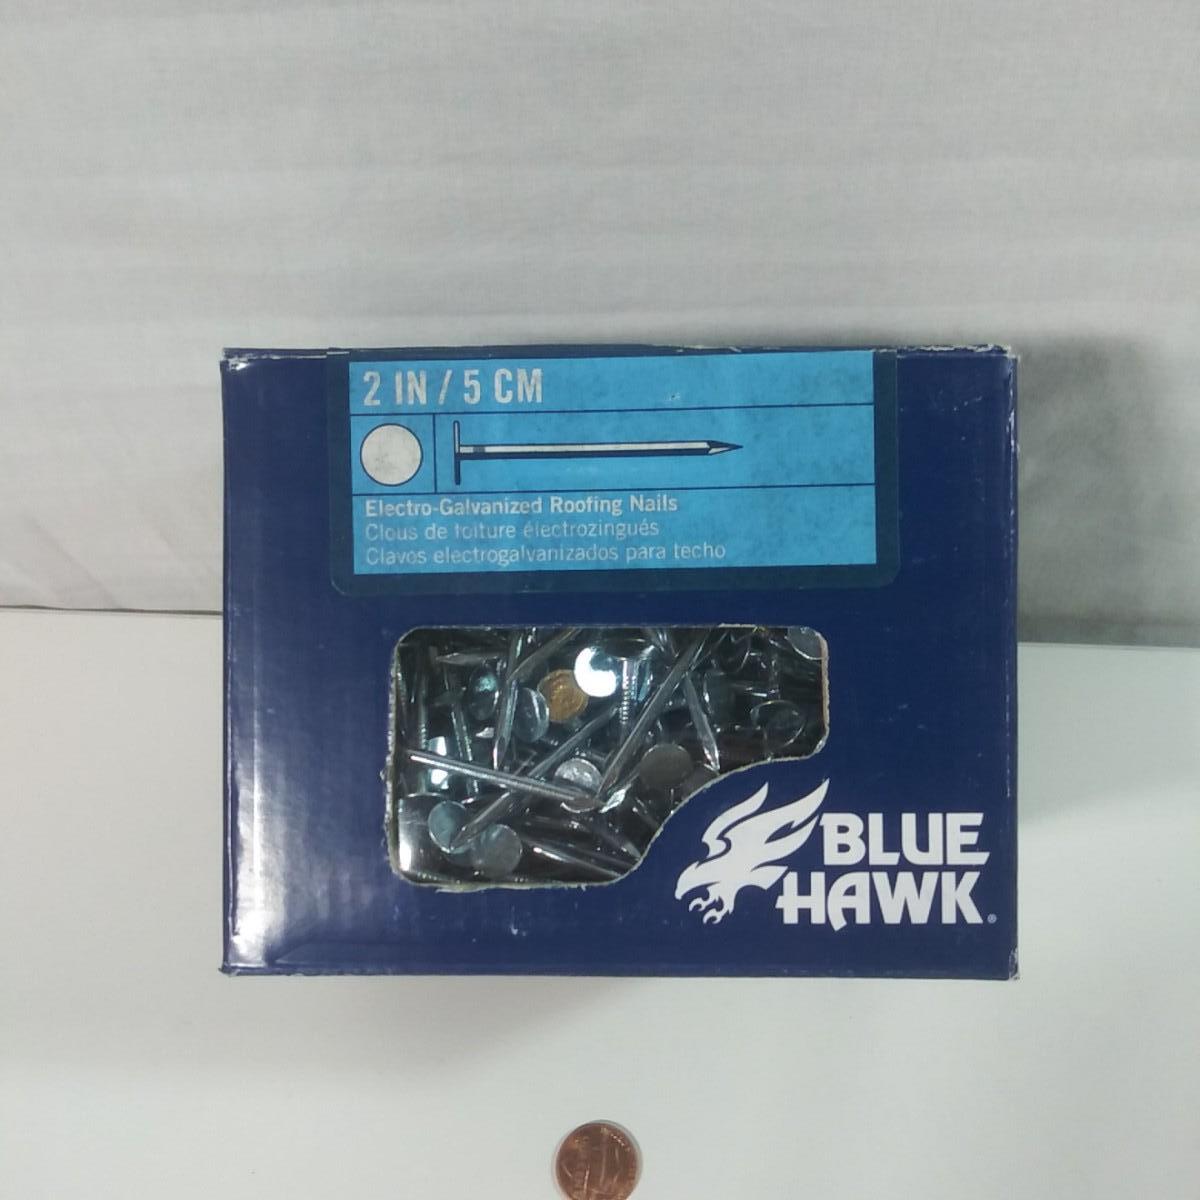 2 IN / 5 CM
Electro-Galvanized Roofing Nails
Clous de toiture électrozingués
Clavos electrogalvanizados para techo
BLUE
HAWK®